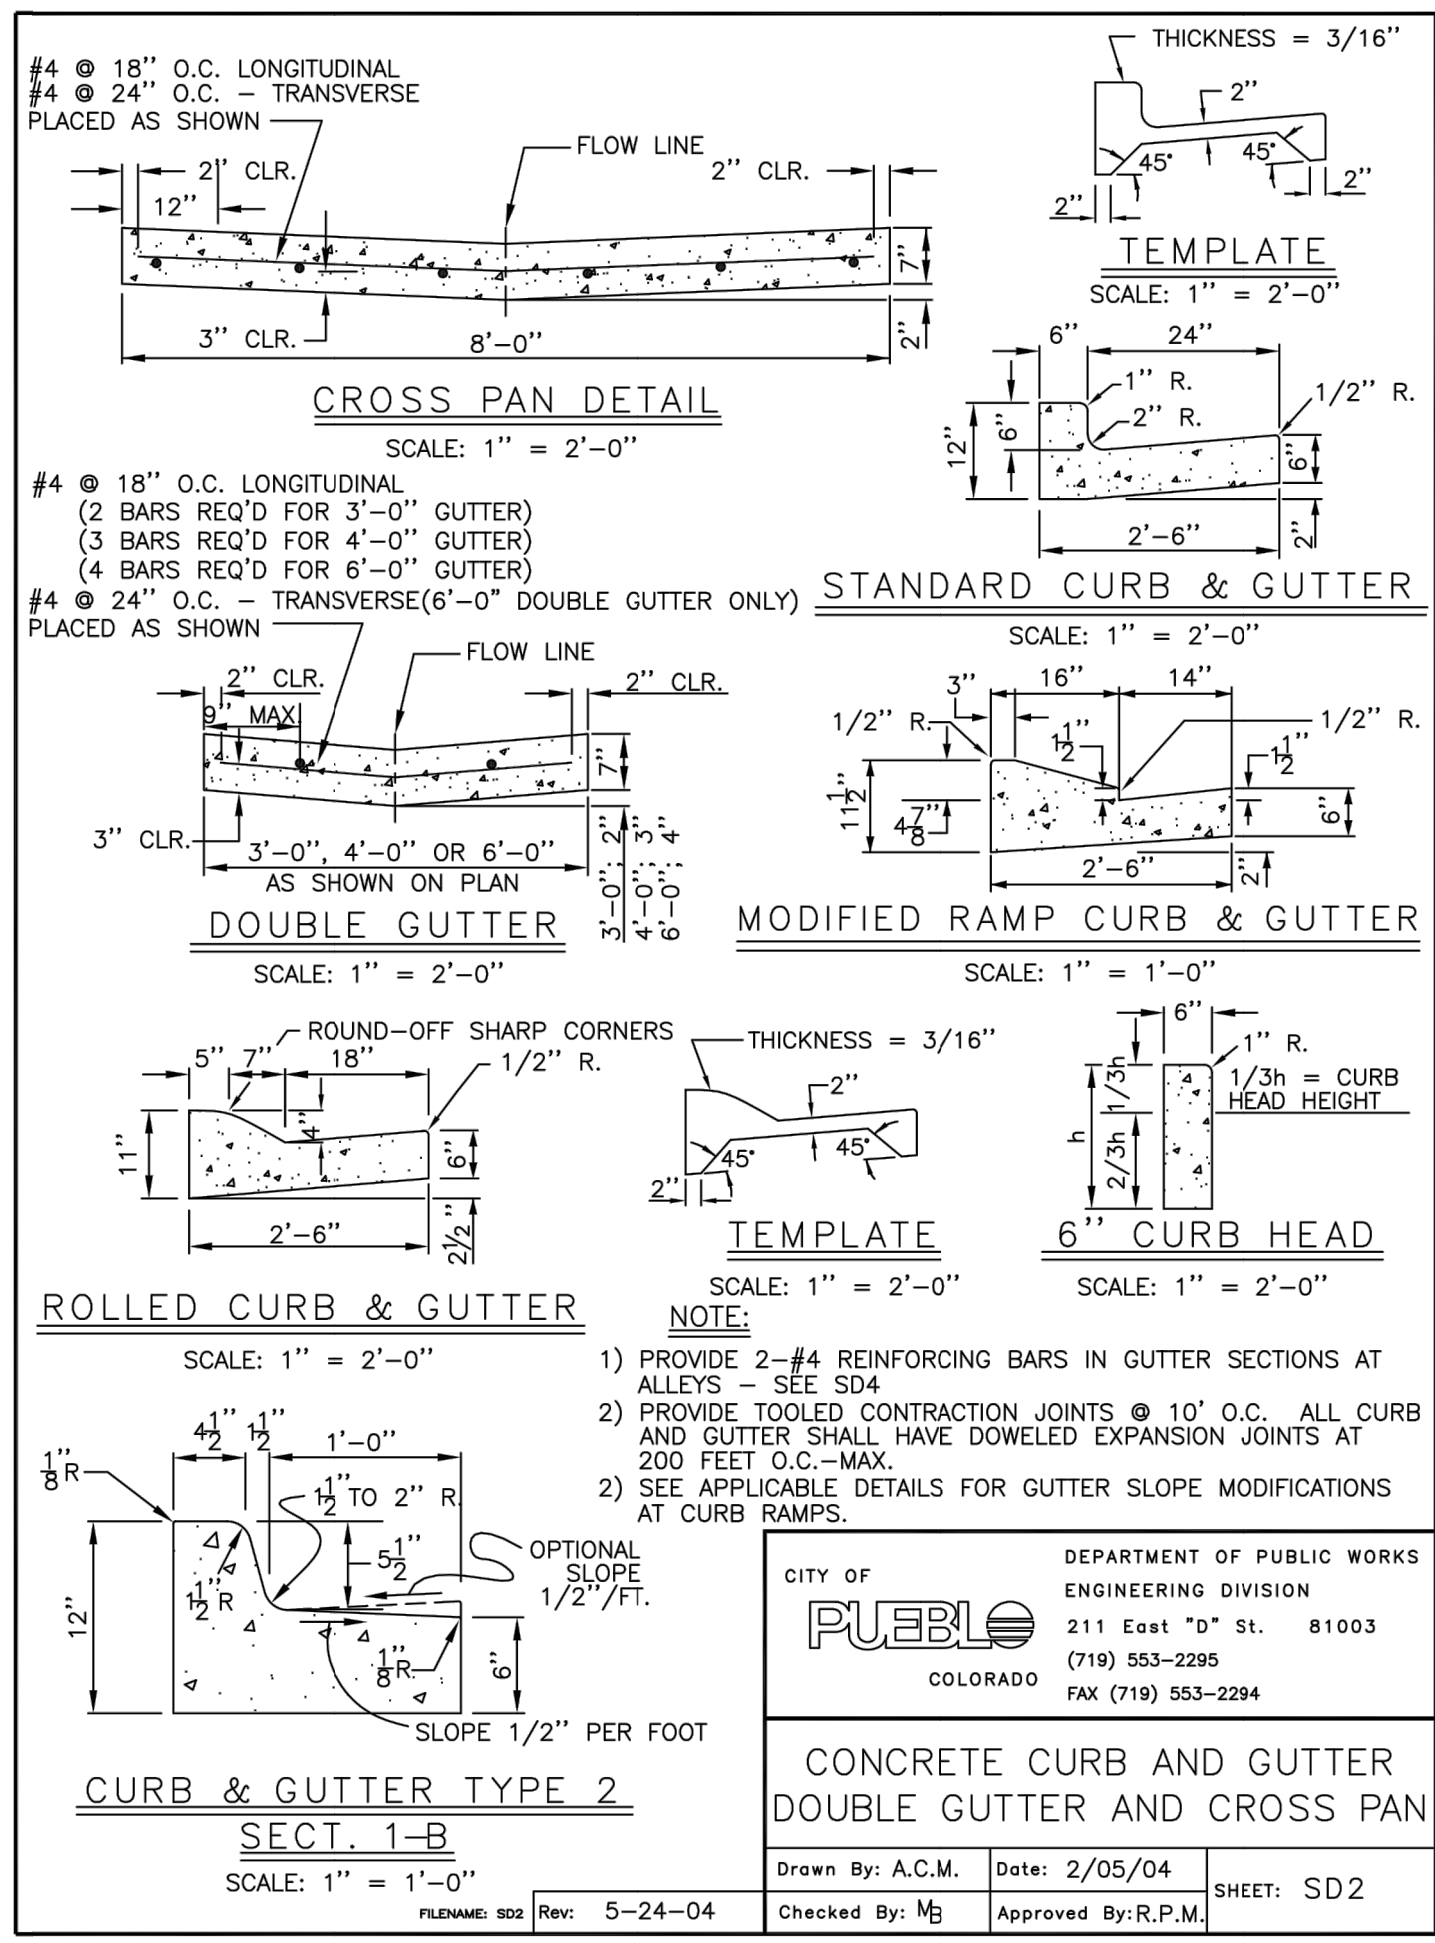 #4 @ 18" O.C. LONGITUDINAL
#4 @ 24" O.C. – TRANSVERSE
PLACED AS SHOWN
FLOW LINE
2" CLR.
2" CLR.
12"
7"
3" CLR.
8'–0"
2"
CROSS PAN DETAIL
SCALE: 1" = 2'–0"
THICKNESS = 3/16"
2"
45°
45°
2"
2"
TEMPLATE
SCALE: 1" = 2'–0"
6"
24"
1" R.
1/2" R.
2" R.
12"
6"
6"
2'–6"
2"
STANDARD CURB & GUTTER
SCALE: 1" = 2'–0"
#4 @ 18" O.C. LONGITUDINAL
(2 BARS REQ'D FOR 3'–0" GUTTER)
(3 BARS REQ'D FOR 4'–0" GUTTER)
(4 BARS REQ'D FOR 6'–0" GUTTER)
#4 @ 24" O.C. – TRANSVERSE(6'–0" DOUBLE GUTTER ONLY)
PLACED AS SHOWN
FLOW LINE
2" CLR.
2" CLR.
9" MAX.
7"
3" CLR.
3'–0", 4'–0" OR 6'–0"
AS SHOWN ON PLAN
3'–0"; 2"
4'–0"; 3"
6'–0"; 4
DOUBLE GUTTER
SCALE: 1" = 2'–0"
3"
16"
14"
1/2" R.
1/2" R.
1 1/2"
1 1/2"
11 1/2"
4 7/8"
6"
2'–6"
2"
MODIFIED RAMP CURB & GUTTER
SCALE: 1" = 1'–0"
ROUND–OFF SHARP CORNERS
5"
7"
18"
1/2" R.
4"
11"
6"
2'–6"
2½"
ROLLED CURB & GUTTER
SCALE: 1" = 2'–0"
THICKNESS = 3/16"
2"
45°
45°
2"
TEMPLATE
SCALE: 1" = 2'–0"
6"
1" R.
1/3h
1/3h = CURB
HEAD HEIGHT
h
2/3h
6" CURB HEAD
SCALE: 1" = 2'–0"
NOTE:
1) PROVIDE 2–#4 REINFORCING BARS IN GUTTER SECTIONS AT
ALLEYS – SEE SD4
2) PROVIDE TOOLED CONTRACTION JOINTS @ 10' O.C. ALL CURB
AND GUTTER SHALL HAVE DOWELED EXPANSION JOINTS AT
200 FEET O.C.–MAX.
2) SEE APPLICABLE DETAILS FOR GUTTER SLOPE MODIFICATIONS
AT CURB RAMPS.
4 1/2"
1 1/2"
1'–0"
1/8" R
1 1/2" TO 2" R.
5 1/2"
OPTIONAL
SLOPE
1/2"/FT.
1 1/2" R
12"
1/8" R.
6"
SLOPE 1/2" PER FOOT
CURB & GUTTER TYPE 2
SECT. 1–B
SCALE: 1" = 1'–0"
CITY OF
PUEBLO
COLORADO
DEPARTMENT OF PUBLIC WORKS
ENGINEERING DIVISION
211 East "D" St. 81003
(719) 553–2295
FAX (719) 553–2294
CONCRETE CURB AND GUTTER
DOUBLE GUTTER AND CROSS PAN
Drawn By: A.C.M.
Date: 2/05/04
SHEET: SD2
FILENAME: SD2
Rev: 5–24–04
Checked By: MB
Approved By: R.P.M.